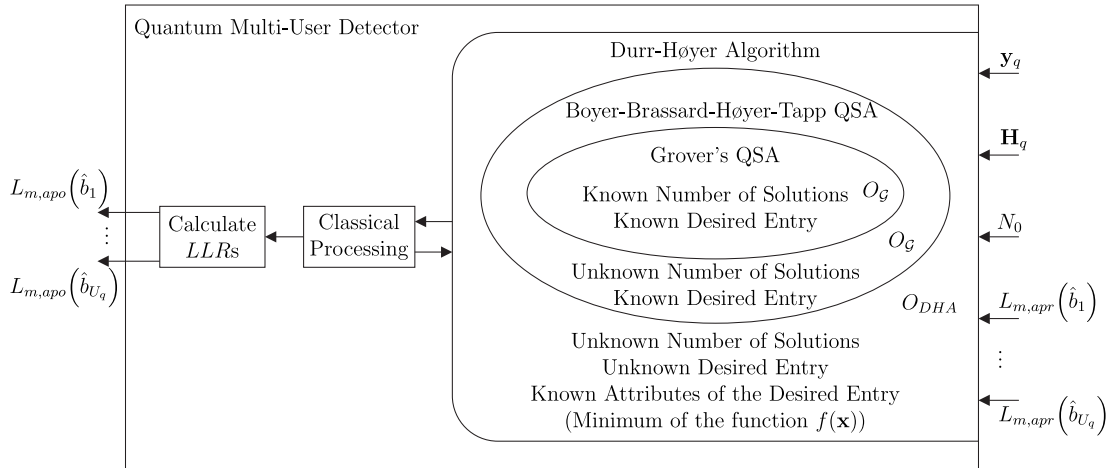 Quantum Multi-User Detector
Durr-Høyer Algorithm
Boyer-Brassard-Høyer-Tapp QSA
Grover's QSA
Known Number of Solutions
Known Desired Entry
O_𝒢
O_𝒢
Unknown Number of Solutions
Known Desired Entry
O_{DHA}
Unknown Number of Solutions
Unknown Desired Entry
Known Attributes of the Desired Entry
(Minimum of the function f(𝐱))
L_{m,apo}(b̂_1)
⋮
L_{m,apo}(b̂_{U_q})
Calculate
LLRs
Classical
Processing
𝐲_q
𝐇_q
N_0
L_{m,apr}(b̂_1)
⋮
L_{m,apr}(b̂_{U_q})